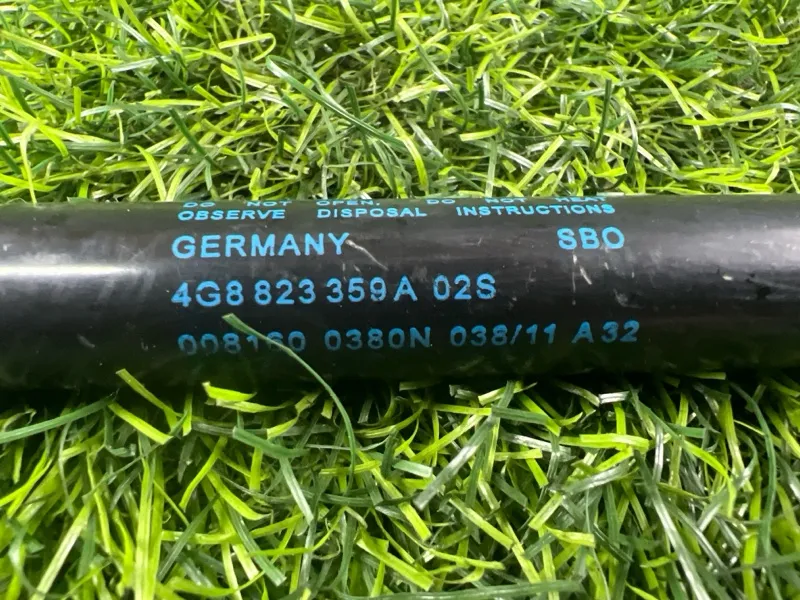 DO NOT OPEN. DO NOT HEAT
OBSERVE DISPOSAL INSTRUCTIONS
GERMANY SBO
4G8 823 359 A 02S
008160 0380N 038/11 A32